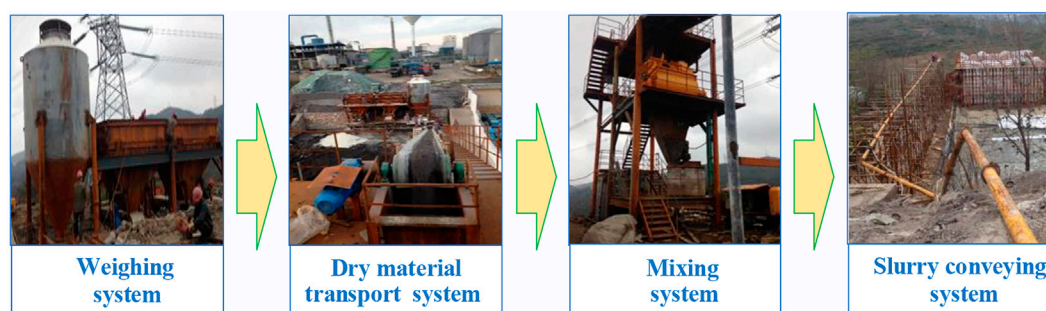 Weighing
system
Dry material
transport system
Mixing
system
Slurry conveying
system